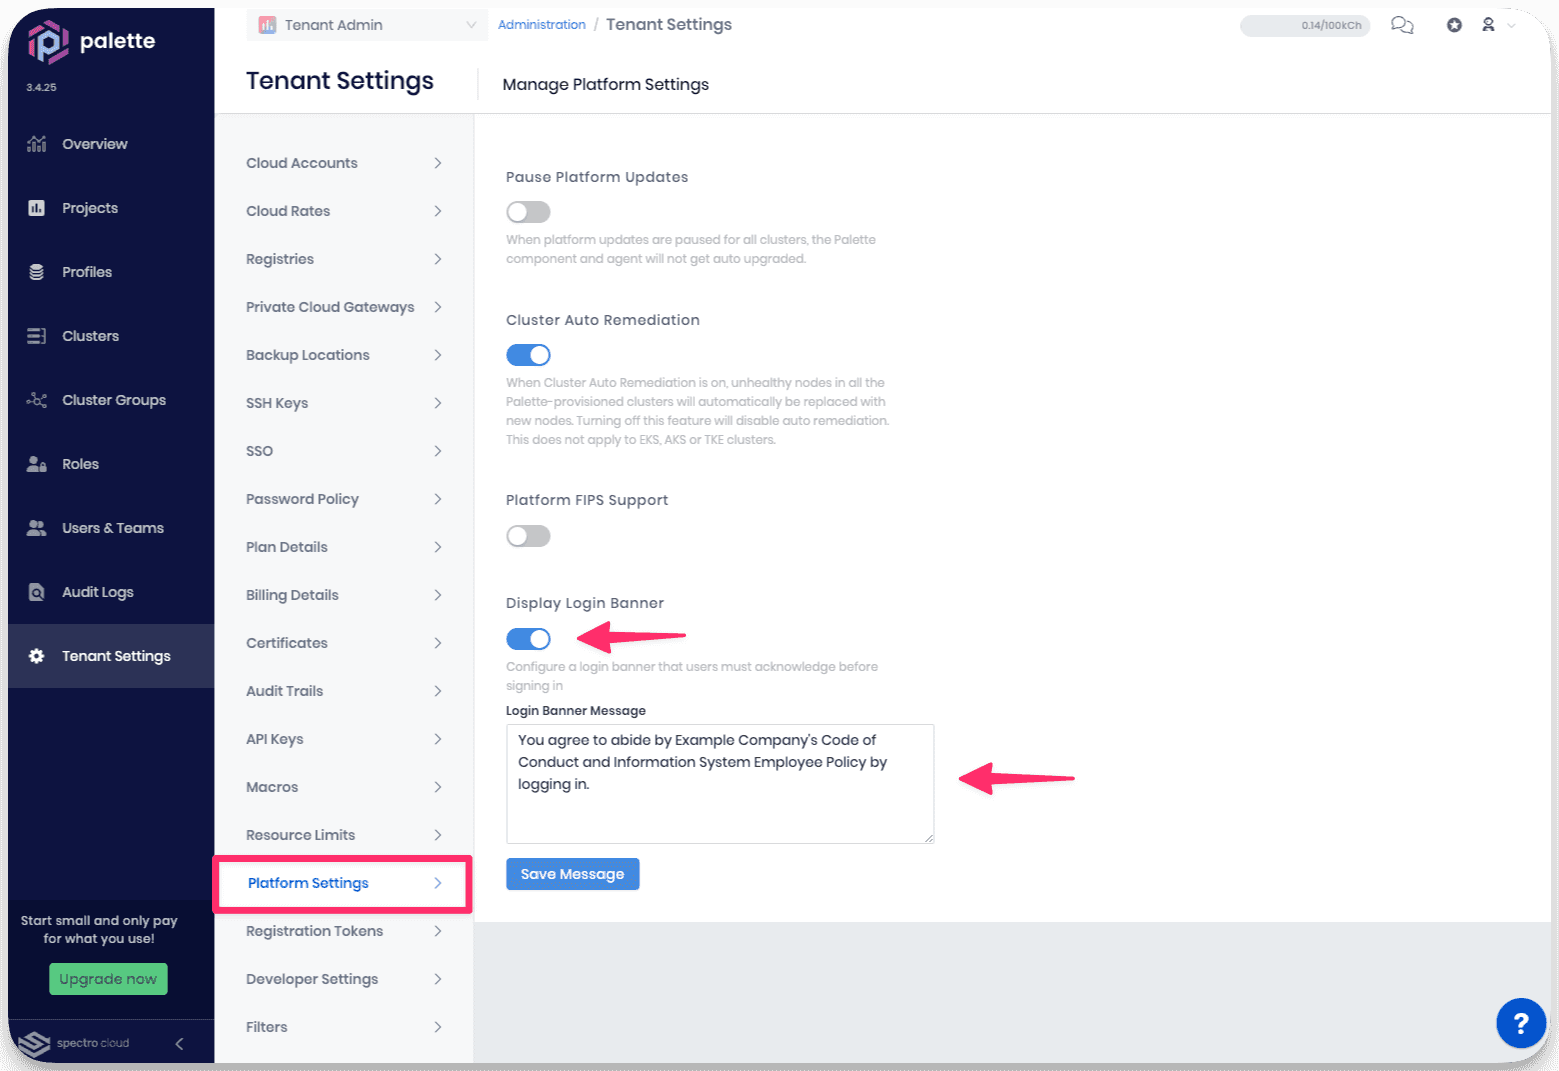 palette
3.4.25
Overview
Projects
Profiles
Clusters
Cluster Groups
Roles
Users & Teams
Audit Logs
Tenant Settings
Start small and only pay
for what you use!
Upgrade now
spectro cloud
Tenant Admin
Administration / Tenant Settings
0.14/100kCh
Tenant Settings
Manage Platform Settings
Cloud Accounts
Cloud Rates
Registries
Private Cloud Gateways
Backup Locations
SSH Keys
SSO
Password Policy
Plan Details
Billing Details
Certificates
Audit Trails
API Keys
Macros
Resource Limits
Platform Settings
Registration Tokens
Developer Settings
Filters
Pause Platform Updates
When platform updates are paused for all clusters, the Palette
component and agent will not get auto upgraded.
Cluster Auto Remediation
When Cluster Auto Remediation is on, unhealthy nodes in all the
Palette-provisioned clusters will automatically be replaced with
new nodes. Turning off this feature will disable auto remediation.
This does not apply to EKS, AKS or TKE clusters.
Platform FIPS Support
Display Login Banner
Configure a login banner that users must acknowledge before
signing in
Login Banner Message
You agree to abide by Example Company's Code of
Conduct and Information System Employee Policy by
logging in.
Save Message
?